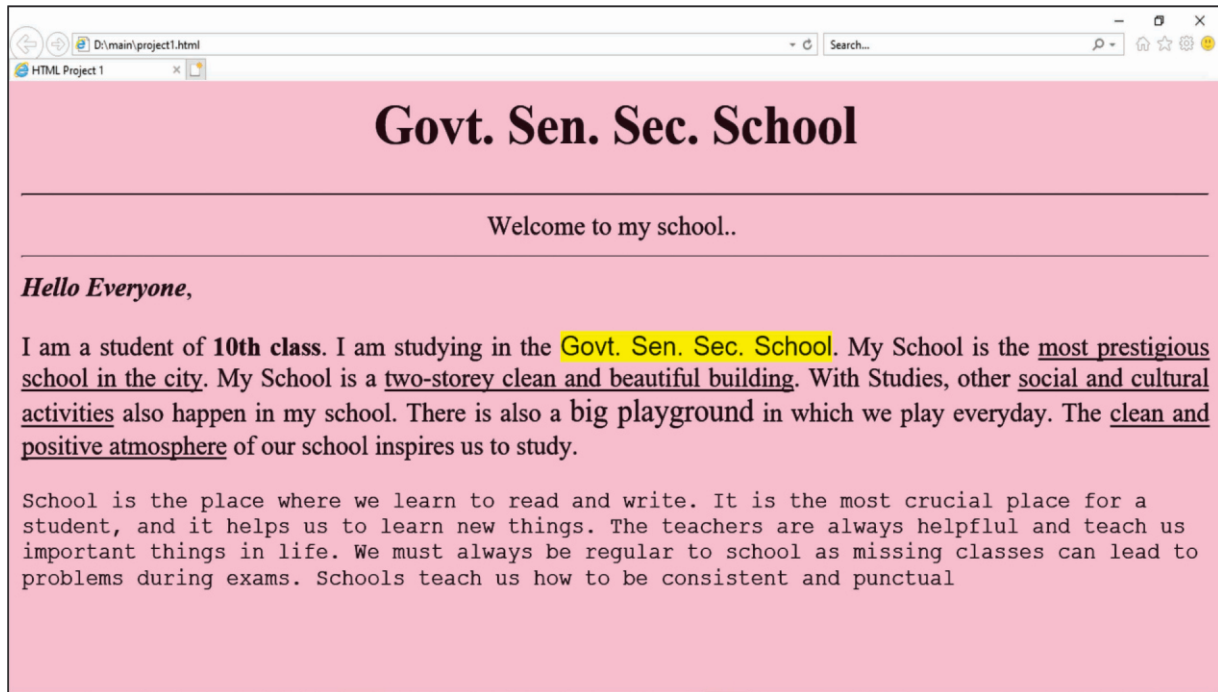 D:\main\project1.html
Search...
HTML Project 1
Govt. Sen. Sec. School
Welcome to my school..
Hello Everyone,
I am a student of 10th class. I am studying in the Govt. Sen. Sec. School. My School is the most prestigious
school in the city. My School is a two-storey clean and beautiful building. With Studies, other social and cultural
activities also happen in my school. There is also a big playground in which we play everyday. The clean and
positive atmosphere of our school inspires us to study.
School is the place where we learn to read and write. It is the most crucial place for a
student, and it helps us to learn new things. The teachers are always helpflul and teach us
important things in life. We must always be regular to school as missing classes can lead to
problems during exams. Schools teach us how to be consistent and punctual